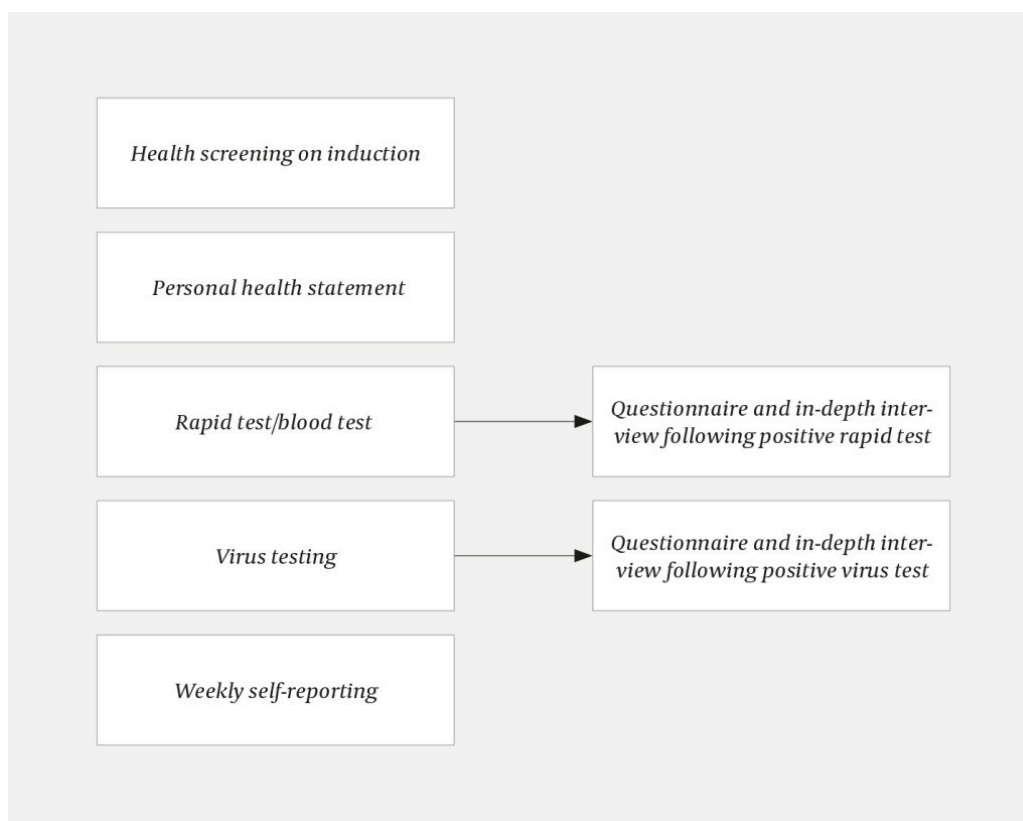 Health screening on induction
Personal health statement
Rapid test/blood test
Questionnaire and in-depth inter-
view following positive rapid test
Virus testing
Questionnaire and in-depth inter-
view following positive virus test
Weekly self-reporting